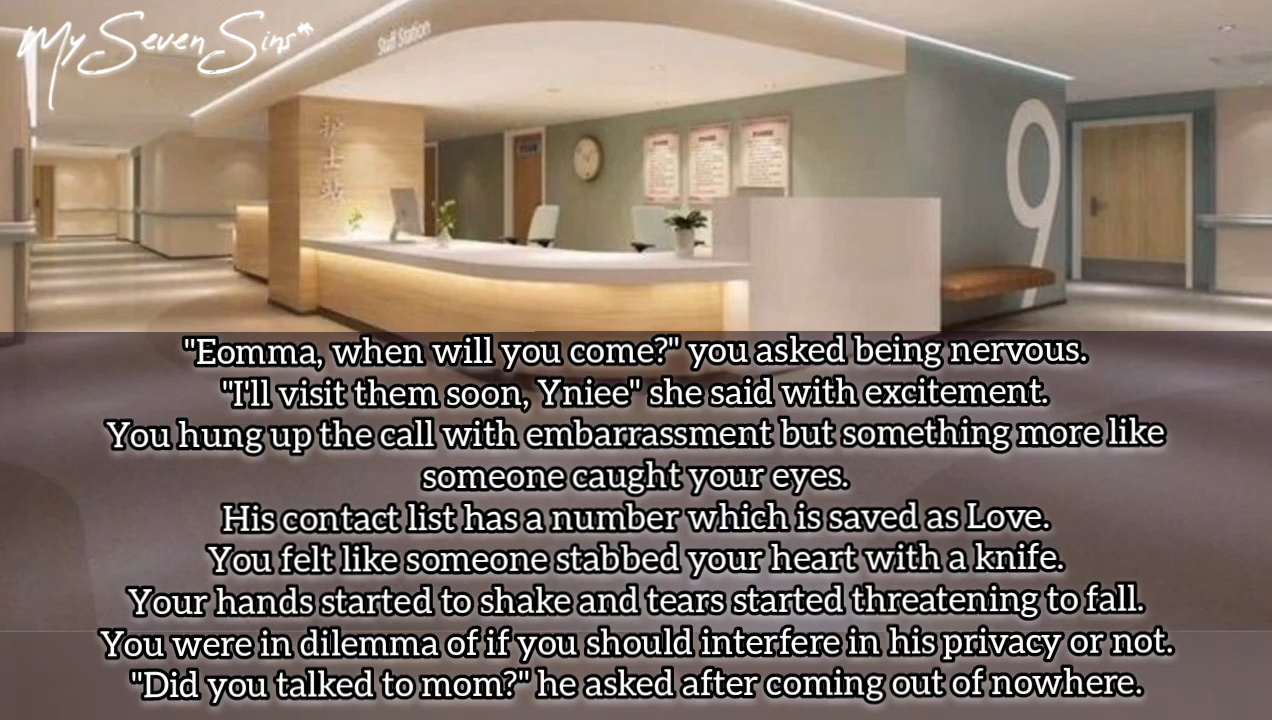 My Seven Sins
Staff Station
护士站
9
"Eomma, when will you come?" you asked being nervous.
"I'll visit them soon, Yniee" she said with excitement.
You hung up the call with embarrassment but something more like
someone caught your eyes.
His contact list has a number which is saved as Love.
You felt like someone stabbed your heart with a knife.
Your hands started to shake and tears started threatening to fall.
You were in dilemma of if you should interfere in his privacy or not.
"Did you talked to mom?" he asked after coming out of nowhere.